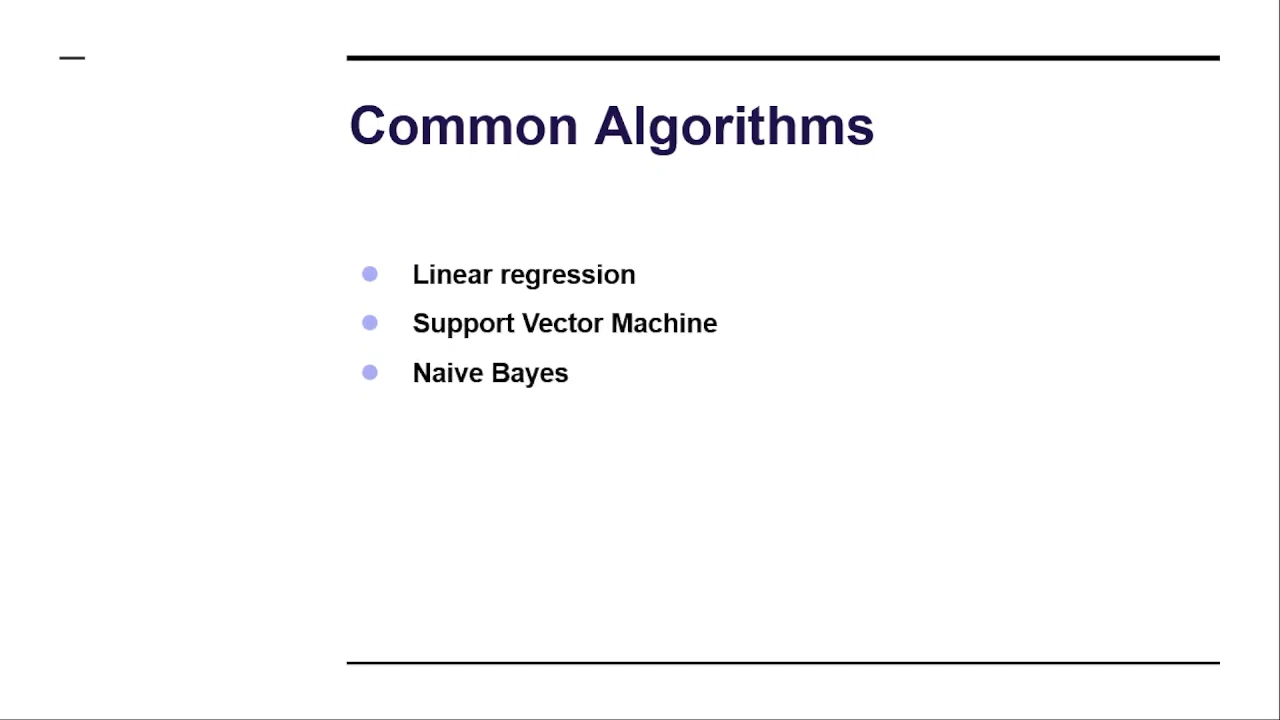 Common Algorithms
Linear regression
Support Vector Machine
Naive Bayes